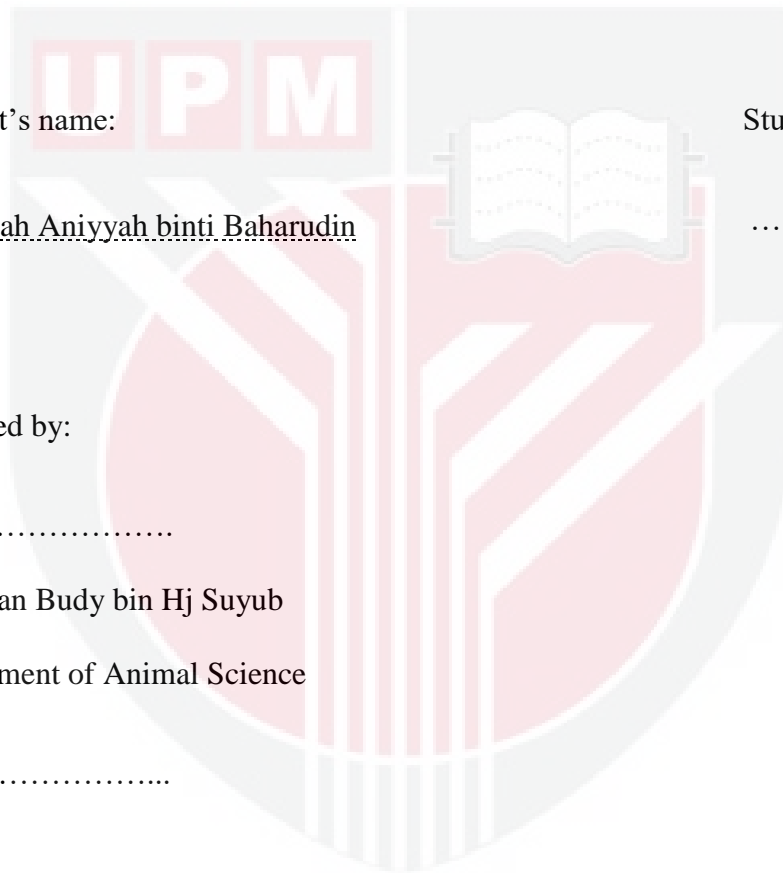 UPM
t’s name: Stu
ah Aniyyah binti Baharudin ….
ed by:
……………….
an Budy bin Hj Suyub
ment of Animal Science
………………...